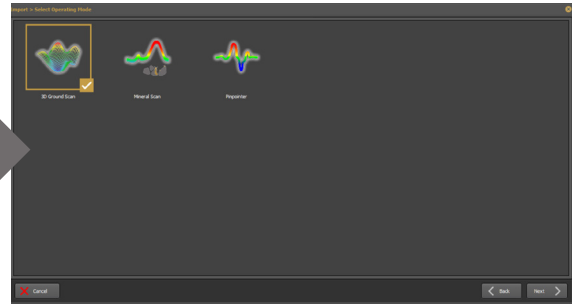 Import > Select Operating Mode
3D Ground Scan
Mineral Scan
Pinpointer
Cancel
Back
Next